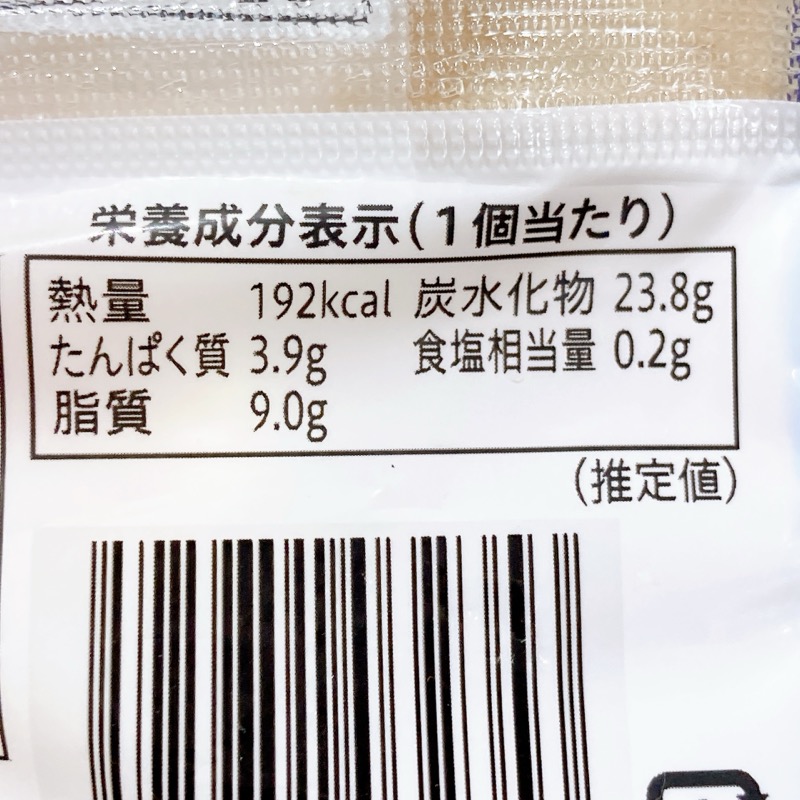 栄養成分表示(1個当たり)
熱量 192kcal 炭水化物 23.8g
たんぱく質 3.9g 食塩相当量 0.2g
脂質 9.0g
(推定値)